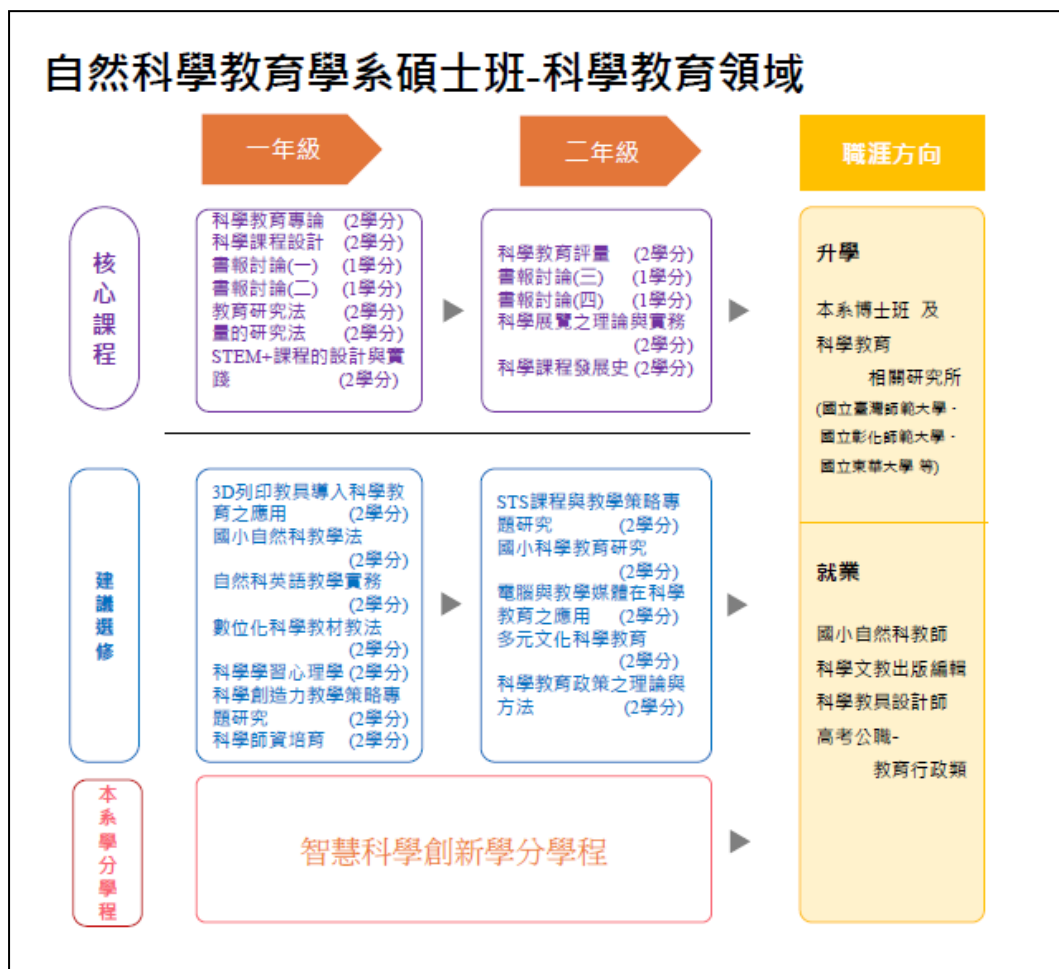 自然科學教育學系碩士班-科學教育領域
一年級
二年級
職涯方向
核心課程
科學教育專論 (2學分)
科學課程設計 (2學分)
書報討論(一) (1學分)
書報討論(二) (1學分)
教育研究法 (2學分)
量的研究法 (2學分)
STEM+課程的設計與實
踐 (2學分)
科學教育評量 (2學分)
書報討論(三) (1學分)
書報討論(四) (1學分)
科學展覽之理論與實務
(2學分)
科學課程發展史 (2學分)
升學
本系博士班 及
科學教育
相關研究所
(國立臺灣師範大學、
國立彰化師範大學、
國立東華大學 等)
建議選修
3D列印教具導入科學教
育之應用 (2學分)
國小自然科教學法
(2學分)
自然科英語教學實務
(2學分)
數位化科學教材教法
(2學分)
科學學習心理學 (2學分)
科學創造力教學策略專
題研究 (2學分)
科學師資培育 (2學分)
STS課程與教學策略專
題研究 (2學分)
國小科學教育研究
(2學分)
電腦與教學媒體在科學
教育之應用 (2學分)
多元文化科學教育
(2學分)
科學教育政策之理論與
方法 (2學分)
就業
國小自然科教師
科學文教出版編輯
科學教具設計師
高考公職-
教育行政類
本系學分學程
智慧科學創新學分學程